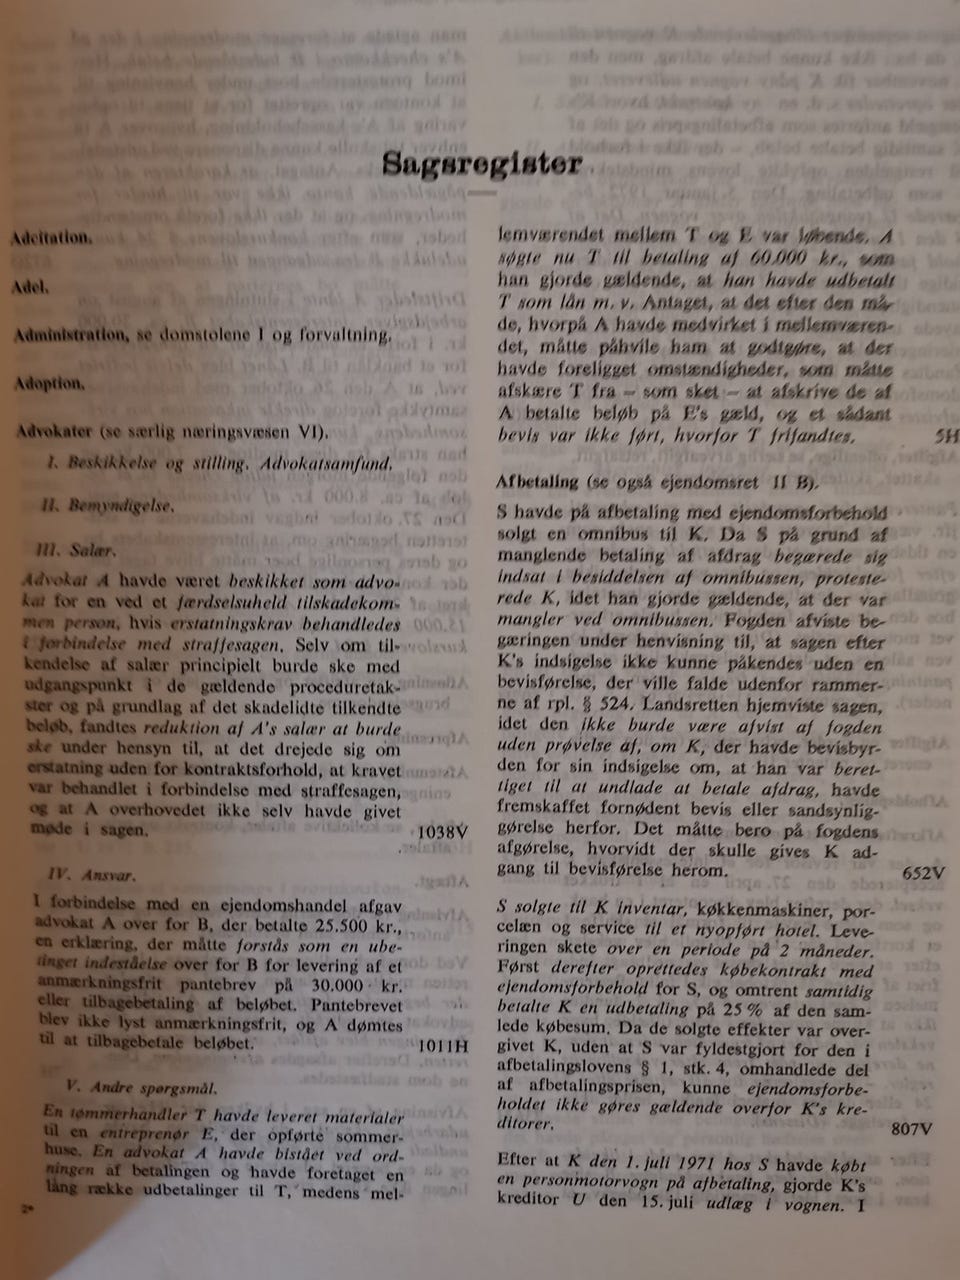 Sagsregister
Adcitation.
Adel.
Administration, se domstolene I og forvaltning.
Adoption.
Advokater (se særlig næringsvæsen VI).
I. Beskikkelse og stilling. Advokatsamfund.
II. Bemyndigelse.
III. Salær.
Advokat A havde været beskikket som advo-
kat for en ved et færdselsuheld tilskadekom-
men person, hvis erstatningskrav behandledes
i forbindelse med straffesagen. Selv om til-
kendelse af salær principielt burde ske med
udgangspunkt i de gældende proceduretak-
ster og på grundlag af det skadelidte tilkendte
beløb, fandtes reduktion af A's salær at burde
ske under hensyn til, at det drejede sig om
erstatning uden for kontraktsforhold, at kravet
var behandlet i forbindelse med straffesagen,
og at A overhovedet ikke selv havde givet
møde i sagen. 1038V
IV. Ansvar.
I forbindelse med en ejendomshandel afgav
advokat A over for B, der betalte 25.500 kr.,
en erklæring, der måtte forstås som en ube-
tinget indeståelse over for B for levering af et
anmærkningsfrit pantebrev på 30.000 kr.
eller tilbagebetaling af beløbet. Pantebrevet
blev ikke lyst anmærkningsfrit, og A dømtes
til at tilbagebetale beløbet. 1011H
V. Andre spørgsmål.
En tømmerhandler T havde leveret materialer
til en entreprenør E, der opførte sommer-
huse. En advokat A havde bistået ved ord-
ningen af betalingen og havde foretaget en
lang række udbetalinger til T, medens mel-
2*
lemværendet mellem T og E var løbende. A
søgte nu T til betaling af 60.000 kr., som
han gjorde gældende, at han havde udbetalt
T som lån m. v. Antaget, at det efter den må-
de, hvorpå A havde medvirket i mellemværen-
det, måtte påhvile ham at godtgøre, at der
havde foreligget omstændigheder, som måtte
afskære T fra – som sket – at afskrive de af
A betalte beløb på E's gæld, og et sådant
bevis var ikke ført, hvorfor T frifandtes. 5H
Afbetaling (se også ejendomsret II B).
S havde på afbetaling med ejendomsforbehold
solgt en omnibus til K. Da S på grund af
manglende betaling af afdrag begærede sig
indsat i besiddelsen af omnibussen, proteste-
rede K, idet han gjorde gældende, at der var
mangler ved omnibussen. Fogden afviste be-
gæringen under henvisning til, at sagen efter
K's indsigelse ikke kunne påkendes uden en
bevisførelse, der ville falde udenfor rammer-
ne af rpl. § 524. Landsretten hjemviste sagen,
idet den ikke burde være afvist af fogden
uden prøvelse af, om K, der havde bevisbyr-
den for sin indsigelse om, at han var beret-
tiget til at undlade at betale afdrag, havde
fremskaffet fornødent bevis eller sandsynlig-
gørelse herfor. Det måtte bero på fogdens
afgørelse, hvorvidt der skulle gives K ad-
gang til bevisførelse herom. 652V
S solgte til K inventar, køkkenmaskiner, por-
celæn og service til et nyopført hotel. Leve-
ringen skete over en periode på 2 måneder.
Først derefter oprettedes købekontrakt med
ejendomsforbehold for S, og omtrent samtidig
betalte K en udbetaling på 25 % af den sam-
lede købesum. Da de solgte effekter var over-
givet K, uden at S var fyldestgjort for den i
afbetalingslovens § 1, stk. 4, omhandlede del
af afbetalingsprisen, kunne ejendomsforbe-
holdet ikke gøres gældende overfor K's kre-
ditorer. 807V
Efter at K den 1. juli 1971 hos S havde købt
en personmotorvogn på afbetaling, gjorde K's
kreditor U den 15. juli udlæg i vognen. I